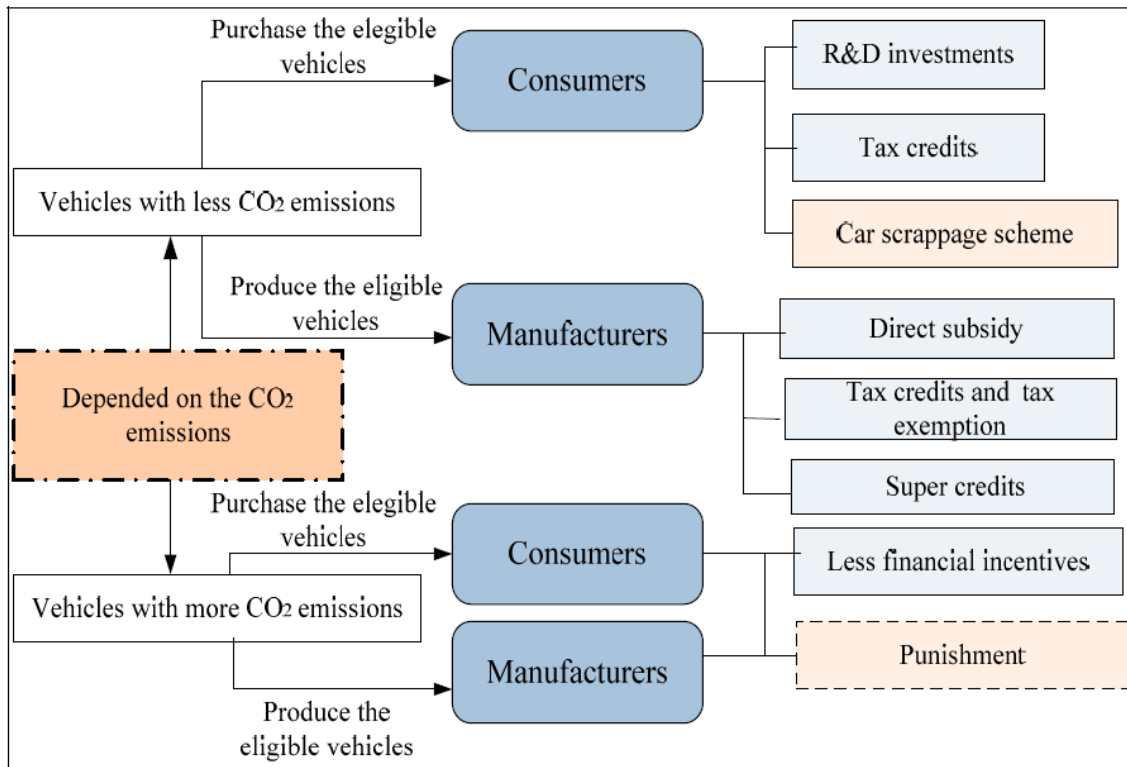 Purchase the elegible
vehicles
Consumers
R&D investments
Tax credits
Car scrappage scheme
Vehicles with less CO2 emissions
Produce the eligible
vehicles
Manufacturers
Direct subsidy
Tax credits and tax
exemption
Super credits
Depended on the CO2
emissions
Purchase the elegible
vehicles
Consumers
Less financial incentives
Vehicles with more CO2 emissions
Manufacturers
Punishment
Produce the
eligible vehicles